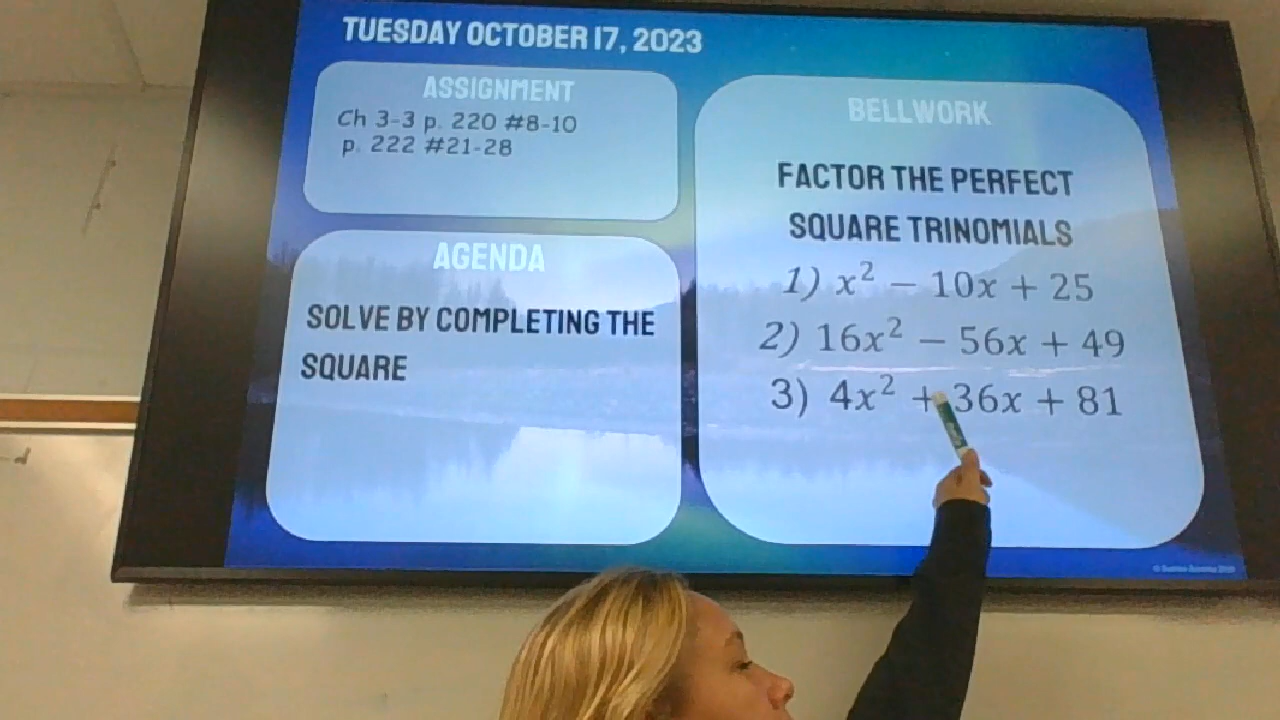 TUESDAY OCTOBER 17, 2023
ASSIGNMENT
Ch 3-3 p. 220 #8-10
p. 222 #21-28
AGENDA
SOLVE BY COMPLETING THE
SQUARE
BELLWORK
FACTOR THE PERFECT
SQUARE TRINOMIALS
1) x² − 10x + 25
2) 16x² − 56x + 49
3) 4x² + 36x + 81